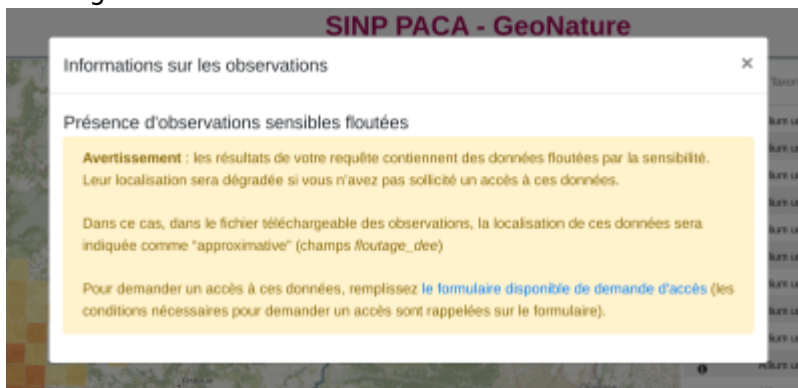 SINP PACA - GeoNature
Informations sur les observations
×
Présence d'observations sensibles floutées
Avertissement : les résultats de votre requête contiennent des données floutées par la sensibilité.
Leur localisation sera dégradée si vous n'avez pas sollicité un accès à ces données.
Dans ce cas, dans le fichier téléchargeable des observations, la localisation de ces données sera
indiquée comme "approximative" (champs floutage_dee)
Pour demander un accès à ces données, remplissez le formulaire disponible de demande d'accès (les
conditions nécessaires pour demander un accès sont rappelées sur le formulaire).
Taxon